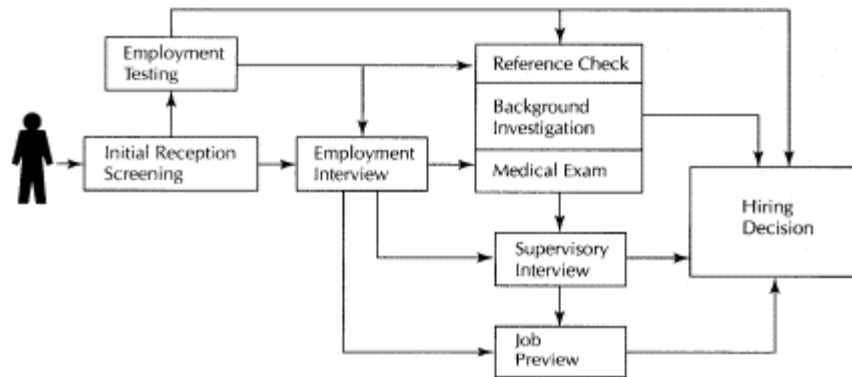 Employment
Testing
Reference Check
Background
Investigation
Initial Reception
Screening
Employment
Interview
Medical Exam
Hiring
Decision
Supervisory
Interview
Job
Preview